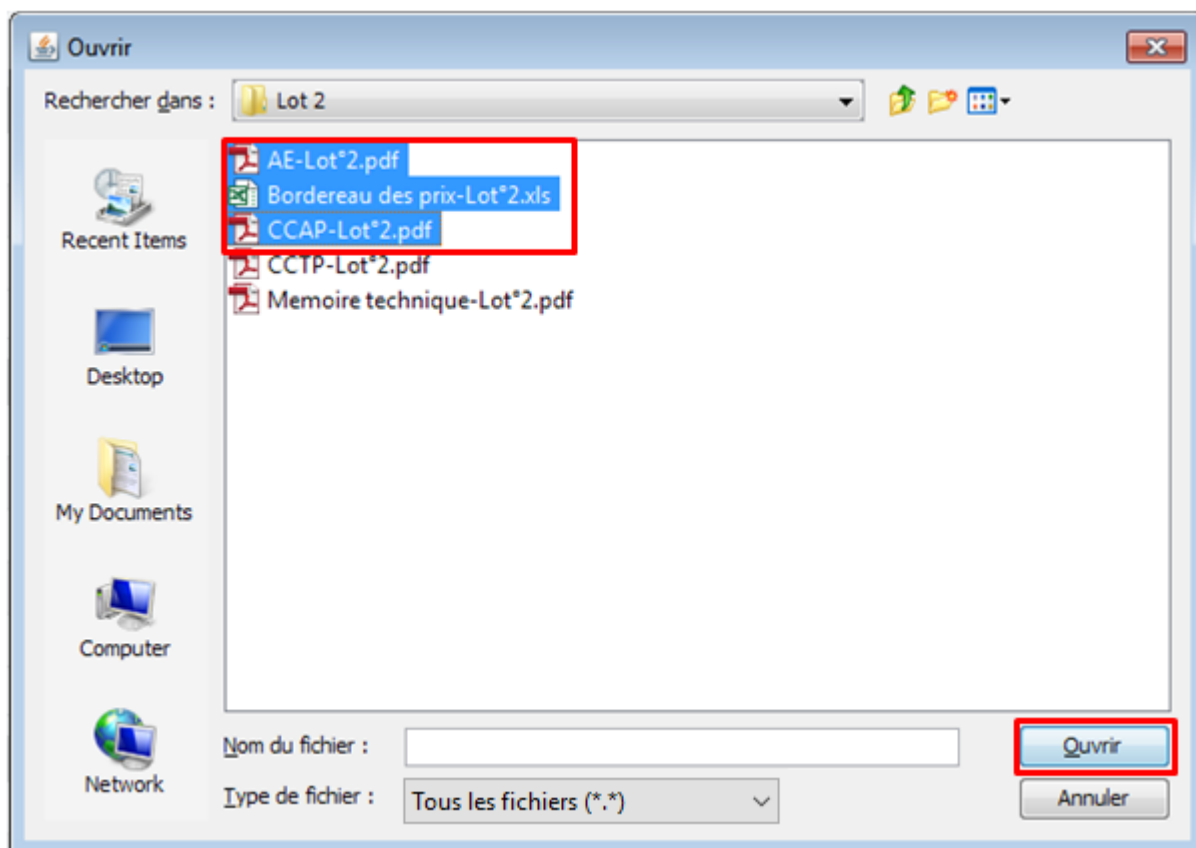 Ouvrir
Rechercher dans :
Lot 2
AE-Lot°2.pdf
Bordereau des prix-Lot°2.xls
CCAP-Lot°2.pdf
CCTP-Lot°2.pdf
Memoire technique-Lot°2.pdf
Recent Items
Desktop
My Documents
Computer
Network
Nom du fichier :
Ouvrir
Type de fichier :
Tous les fichiers (*.*)
Annuler